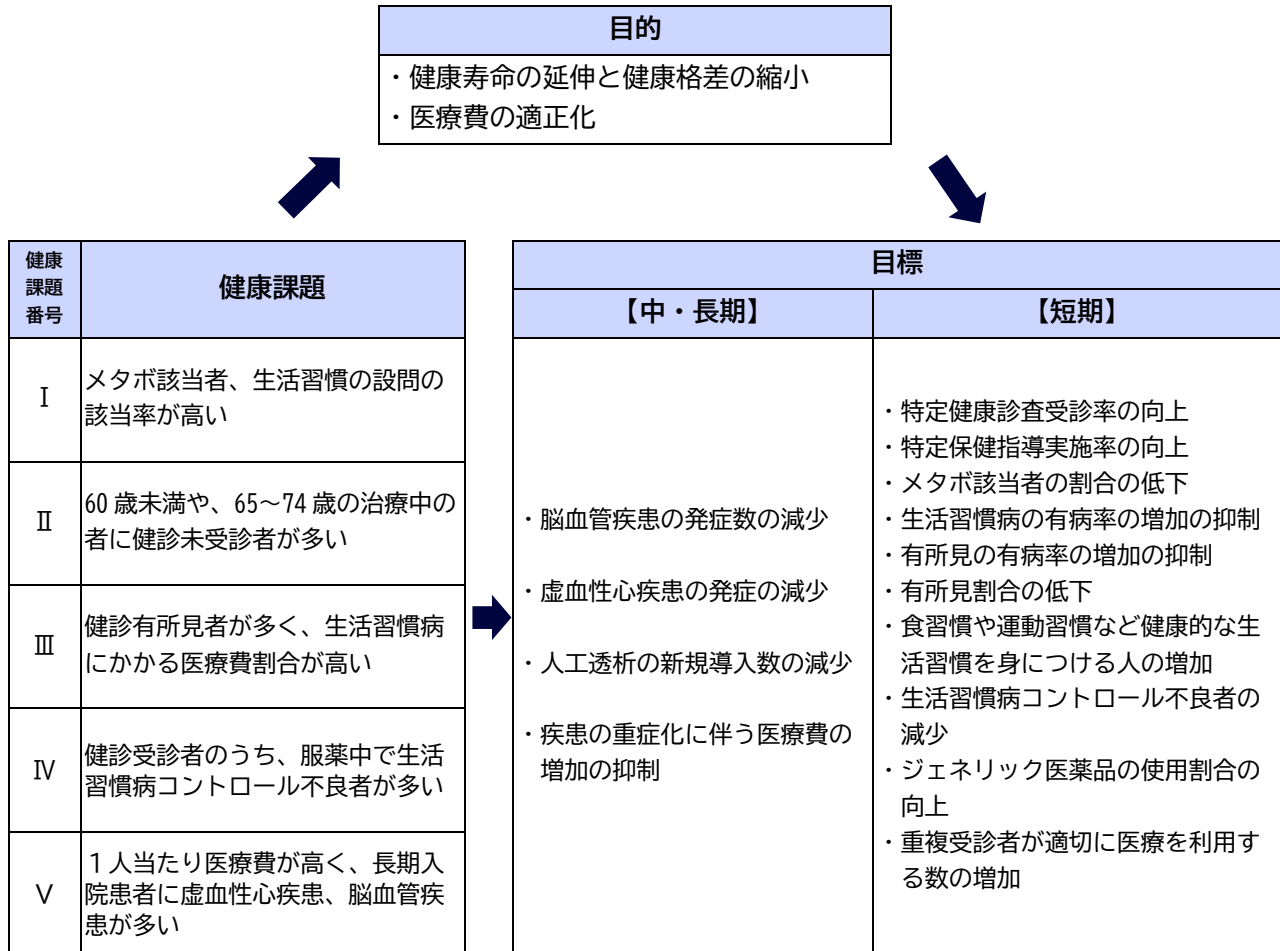 目的
・健康寿命の延伸と健康格差の縮小
・医療費の適正化
健康
課題
番号
健康課題
Ⅰ
メタボ該当者、生活習慣の設問の
該当率が高い
Ⅱ
60歳未満や、65～74歳の治療中の
者に健診未受診者が多い
Ⅲ
健診有所見者が多く、生活習慣病
にかかる医療費割合が高い
Ⅳ
健診受診者のうち、服薬中で生活
習慣病コントロール不良者が多い
Ⅴ
１人当たり医療費が高く、長期入
院患者に虚血性心疾患、脳血管疾
患が多い
目標
【中・長期】
・脳血管疾患の発症数の減少
・虚血性心疾患の発症の減少
・人工透析の新規導入数の減少
・疾患の重症化に伴う医療費の
増加の抑制
【短期】
・特定健康診査受診率の向上
・特定保健指導実施率の向上
・メタボ該当者の割合の低下
・生活習慣病の有病率の増加の抑制
・有所見の有病率の増加の抑制
・有所見割合の低下
・食習慣や運動習慣など健康的な生
活習慣を身につける人の増加
・生活習慣病コントロール不良者の
減少
・ジェネリック医薬品の使用割合の
向上
・重複受診者が適切に医療を利用す
る数の増加